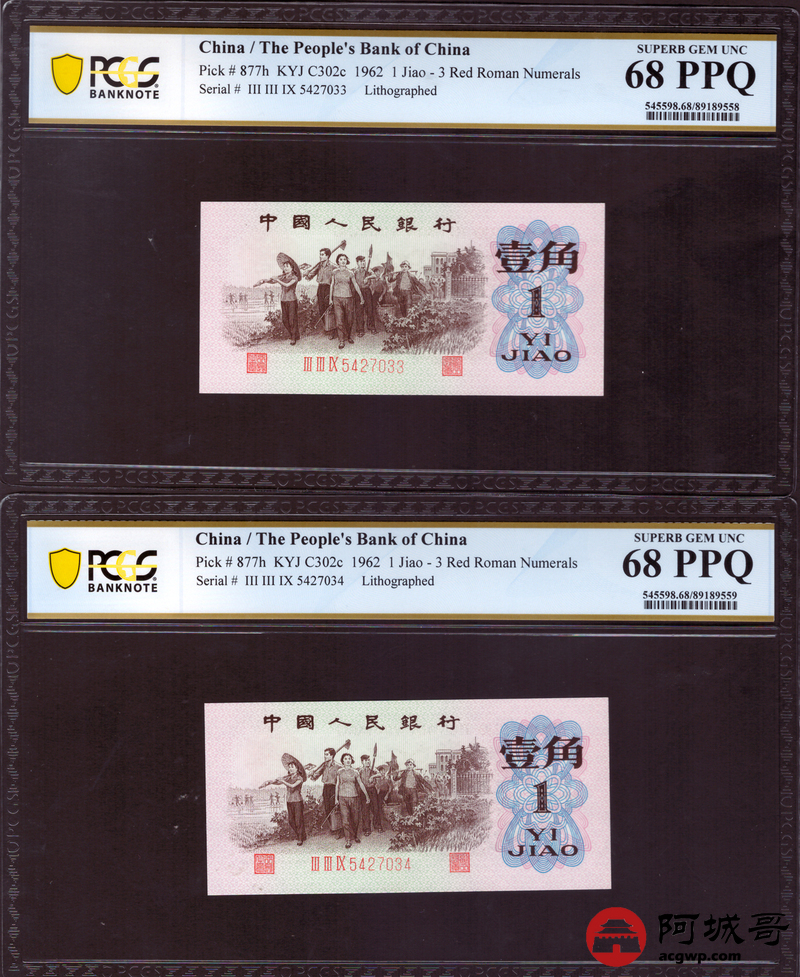 PCGS
BANKNOTE
China / The People's Bank of China
Pick # 877h KYJ C302c 1962 1 Jiao - 3 Red Roman Numerals
Serial # III III IX 5427033 Lithographed
SUPERB GEM UNC
68 PPQ
545598.68/89189558
中國人民銀行
壹角
1
YI
JIAO
III III IX 5427033
PCGS
BANKNOTE
China / The People's Bank of China
Pick # 877h KYJ C302c 1962 1 Jiao - 3 Red Roman Numerals
Serial # III III IX 5427034 Lithographed
SUPERB GEM UNC
68 PPQ
545598.68/89189559
中國人民銀行
壹角
1
YI
JIAO
III III IX 5427034
阿城哥
acgwp.com